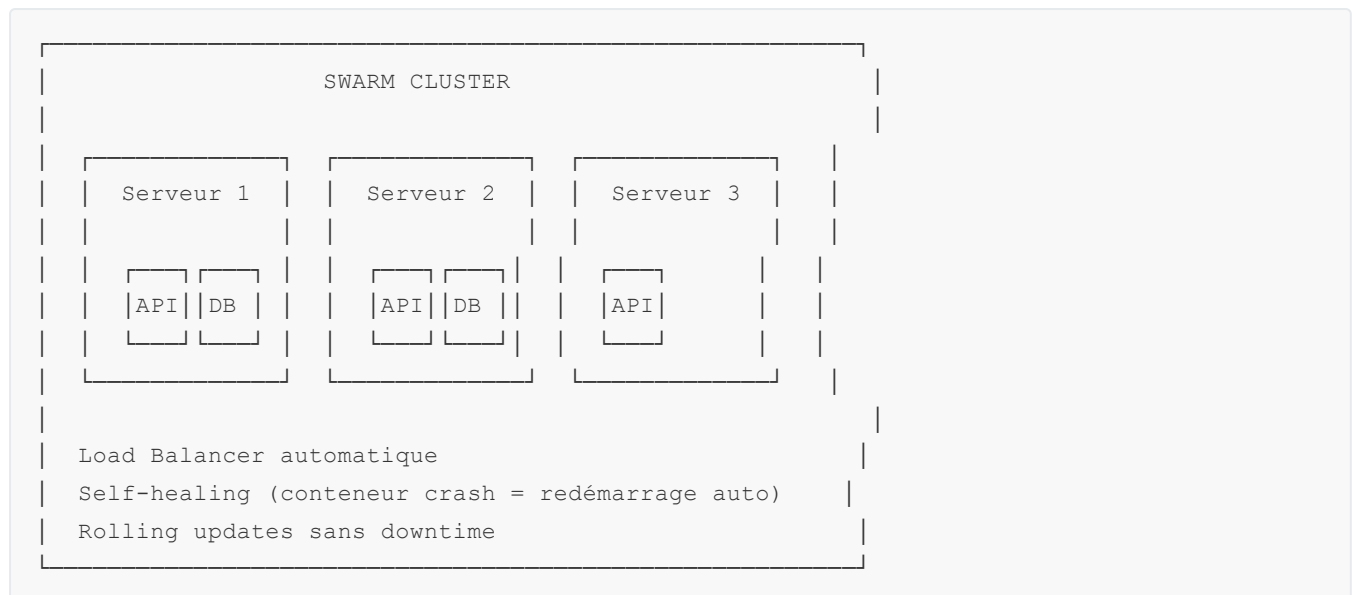 SWARM CLUSTER
Serveur 1 Serveur 2 Serveur 3
API DB API DB API
Load Balancer automatique
Self-healing (conteneur crash = redémarrage auto)
Rolling updates sans downtime